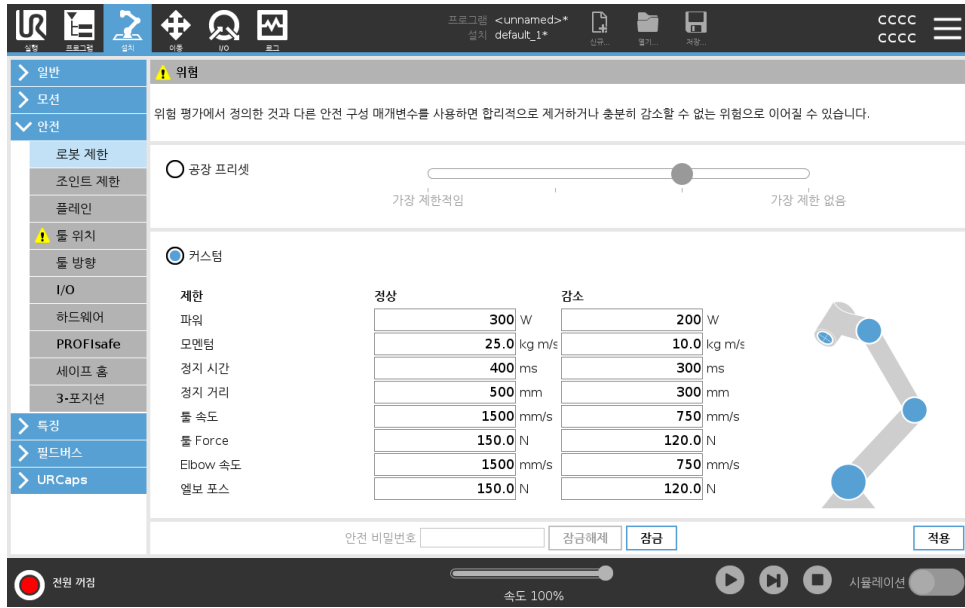 UR
프로그램 <unnamed>*
설치 default_1*
cccc
cccc
실행 프로그램 설치 이동 I/O 로그 신규... 열기... 저장...
일반
모션
안전
로봇 제한
조인트 제한
플레인
툴 위치
툴 방향
I/O
하드웨어
PROFIsafe
세이프 홈
3-포지션
특징
필드버스
URCaps
위험
위험 평가에서 정의한 것과 다른 안전 구성 매개변수를 사용하면 합리적으로 제거하거나 충분히 감소할 수 없는 위험으로 이어질 수 있습니다.
공장 프리셋
가장 제한적임 가장 제한 없음
커스텀
제한 정상 감소
파워 300 W 200 W
모멘텀 25.0 kg m/s 10.0 kg m/s
정지 시간 400 ms 300 ms
정지 거리 500 mm 300 mm
툴 속도 1500 mm/s 750 mm/s
툴 Force 150.0 N 120.0 N
Elbow 속도 1500 mm/s 750 mm/s
엘보 포스 150.0 N 120.0 N
안전 비밀번호 잠금해제 잠금 적용
전원 꺼짐
속도 100%
시뮬레이션